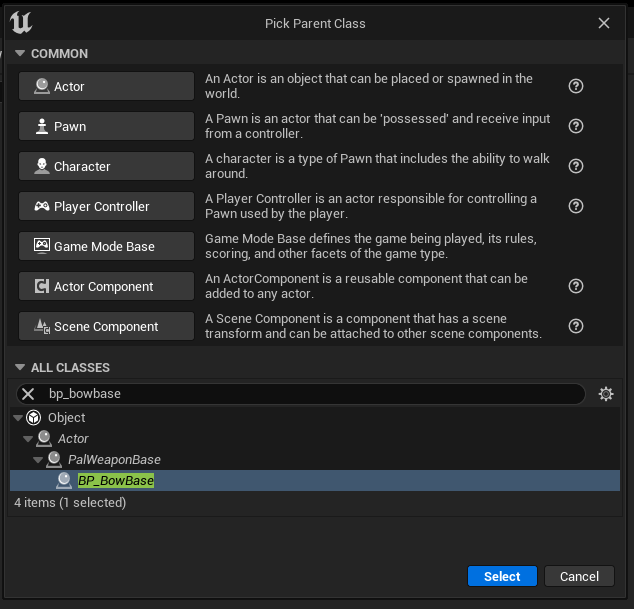 Pick Parent Class
COMMON
Actor
An Actor is an object that can be placed or spawned in the
world.
Pawn
A Pawn is an actor that can be 'possessed' and receive input
from a controller.
Character
A character is a type of Pawn that includes the ability to walk
around.
Player Controller
A Player Controller is an actor responsible for controlling a
Pawn used by the player.
Game Mode Base
Game Mode Base defines the game being played, its rules,
scoring, and other facets of the game type.
Actor Component
An ActorComponent is a reusable component that can be
added to any actor.
Scene Component
A Scene Component is a component that has a scene
transform and can be attached to other scene components.
ALL CLASSES
bp_bowbase
Object
Actor
PalWeaponBase
BP_BowBase
4 items (1 selected)
Select
Cancel